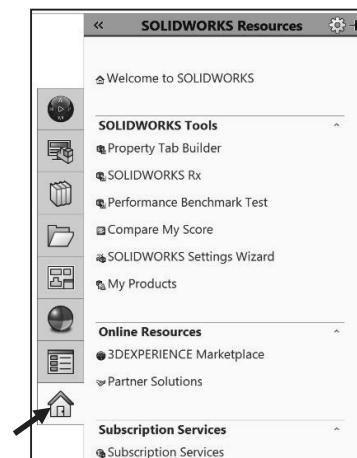 « SOLIDWORKS Resources
Welcome to SOLIDWORKS
SOLIDWORKS Tools
Property Tab Builder
SOLIDWORKS Rx
Performance Benchmark Test
Compare My Score
SOLIDWORKS Settings Wizard
My Products
Online Resources
3DEXPERIENCE Marketplace
Partner Solutions
Subscription Services
Subscription Services